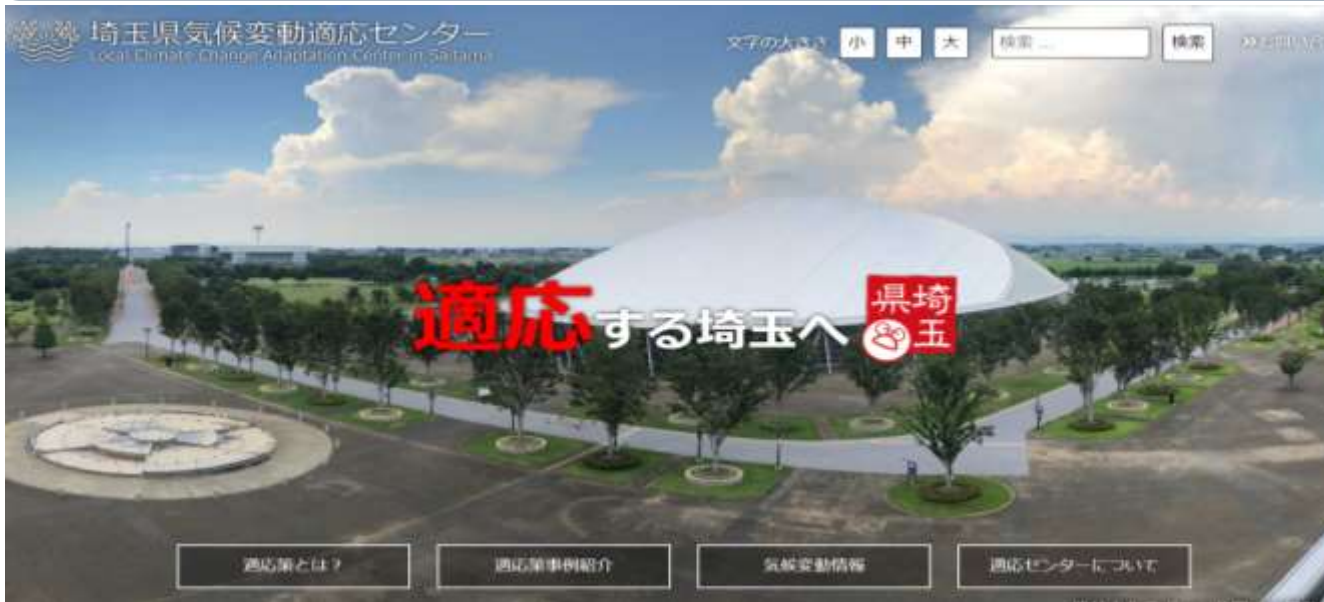 埼玉県気候変動適応センター
Local Climate Change Adaptation Center in Saitama
文字の大きさ 小 中 大 検索 ... 検索
適応する埼玉へ 埼玉県
適応策とは? 適応策事例紹介 気候変動情報 適応センターについて